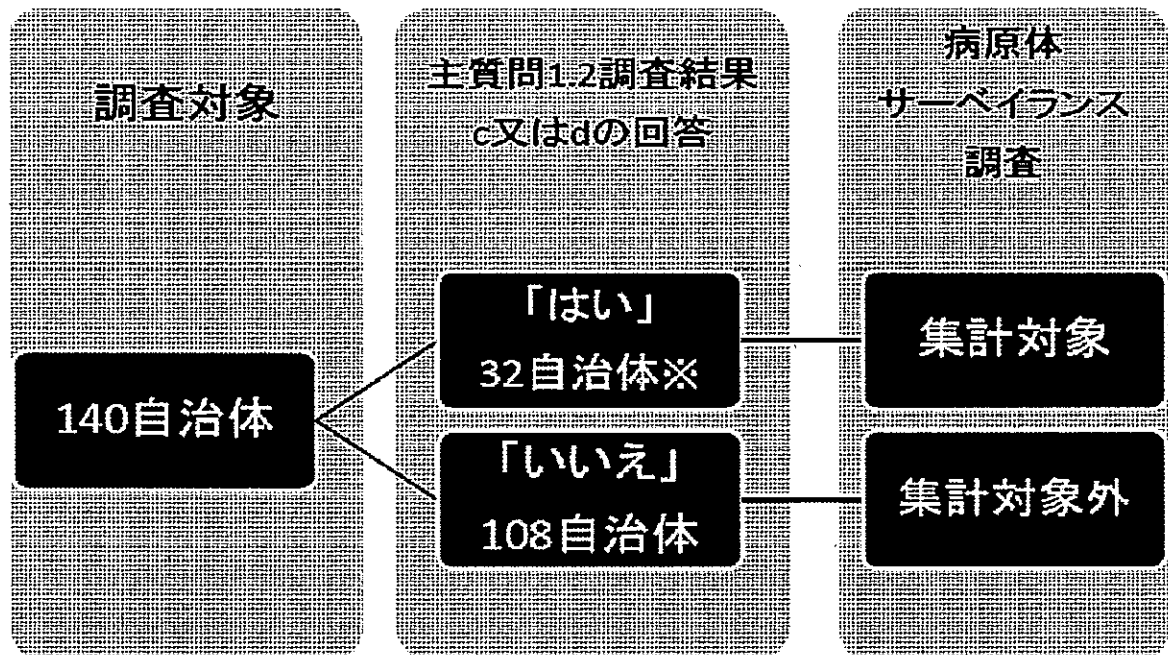 調査対象
140自治体
主質問1.2調査結果
c又はdの回答
「はい」
32自治体※
「いいえ」
108自治体
病原体
サーベイランス
調査
集計対象
集計対象外